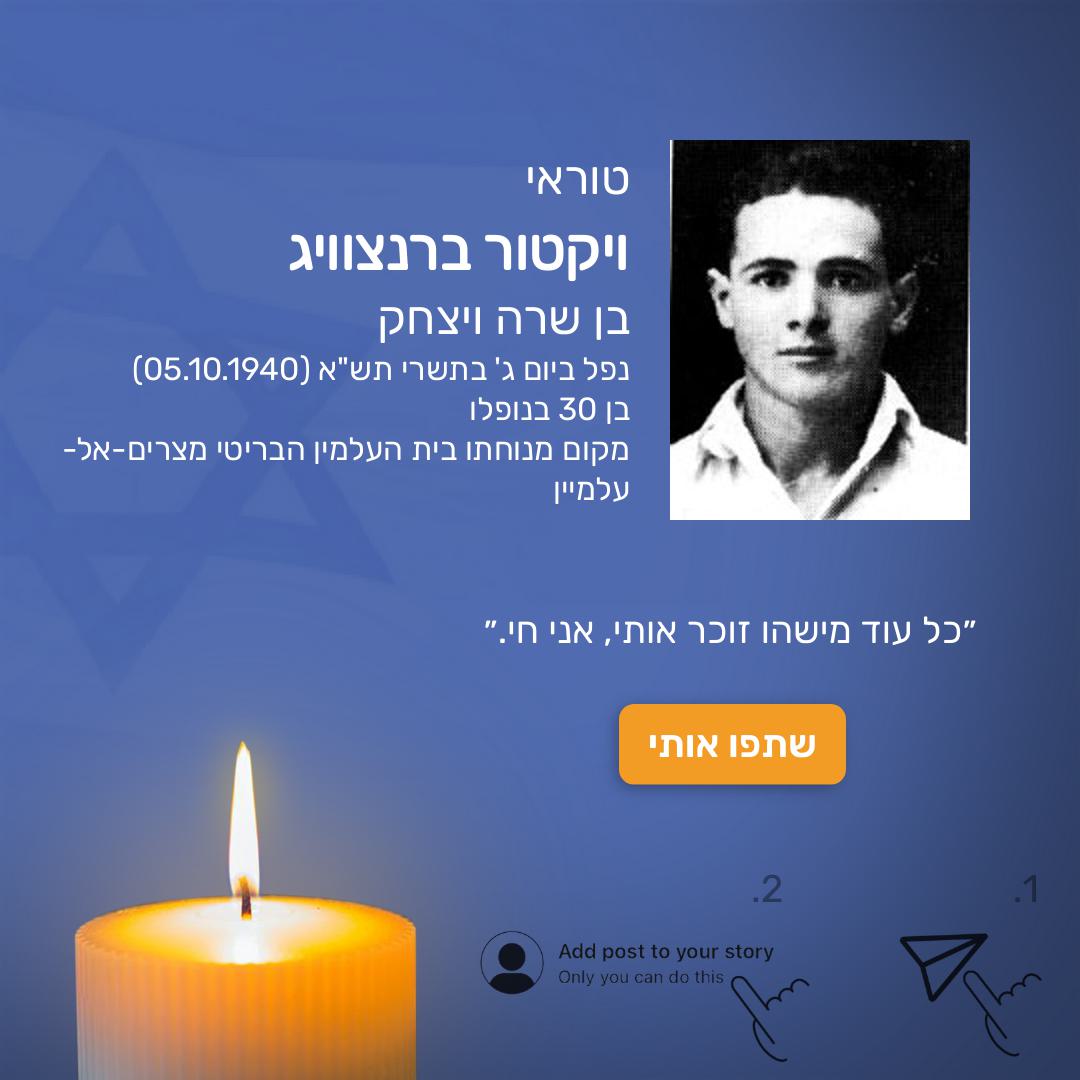 טוראי
ויקטור ברנצוויג
בן שרה ויצחק
נפל ביום ג' בתשרי תש"א (05.10.1940)
בן 30 בנופלו
מקום מנוחתו בית העלמין הבריטי מצרים-אל-
עלמיין
״כל עוד מישהו זוכר אותי, אני חי.״
שתפו אותי
1.
2.
Add post to your story
Only you can do this